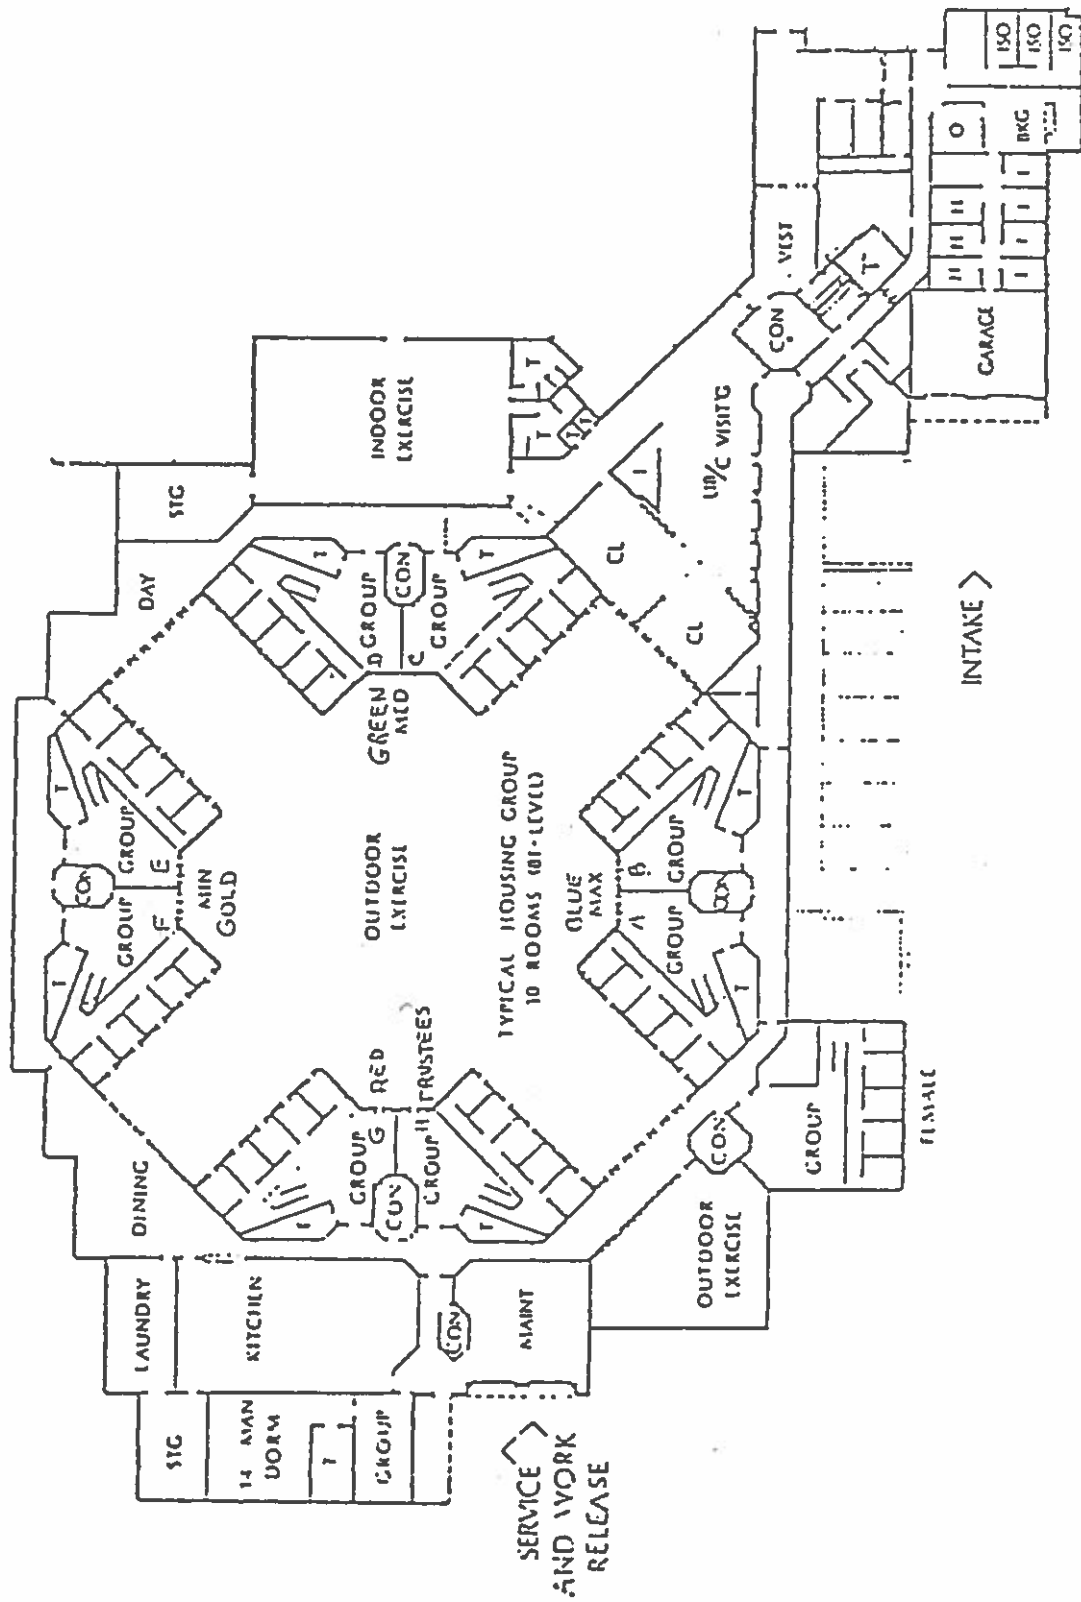 SERVICE
AND WORK
RELEASE
STG
14 MAN
DORM
T
GROUP
LAUNDRY
KITCHEN
CON
MAINT
DINING
T
GROUP
G
CON
GROUP
H
T
RED
TRUSTEES
OUTDOOR
EXERCISE
CON
GROUP
FEMALE
T
GROUP
F
CON
GROUP
E
T
MIN
GOLD
OUTDOOR
EXERCISE
TYPICAL HOUSING GROUP
10 ROOMS (BI-LEVEL)
BLUE
MAX
A
B
GROUP
GROUP
CON
T
T
DAY
STG
GREEN
MED
D
C
GROUP
GROUP
CON
T
T
INDOOR
EXERCISE
T
T
CL
CL
I
LIB/C VISIT'G
CON
VEST
T
INTAKE
GARAGE
H
H
H
O
I
I
I
I
BKG
ISO
ISO
ISO